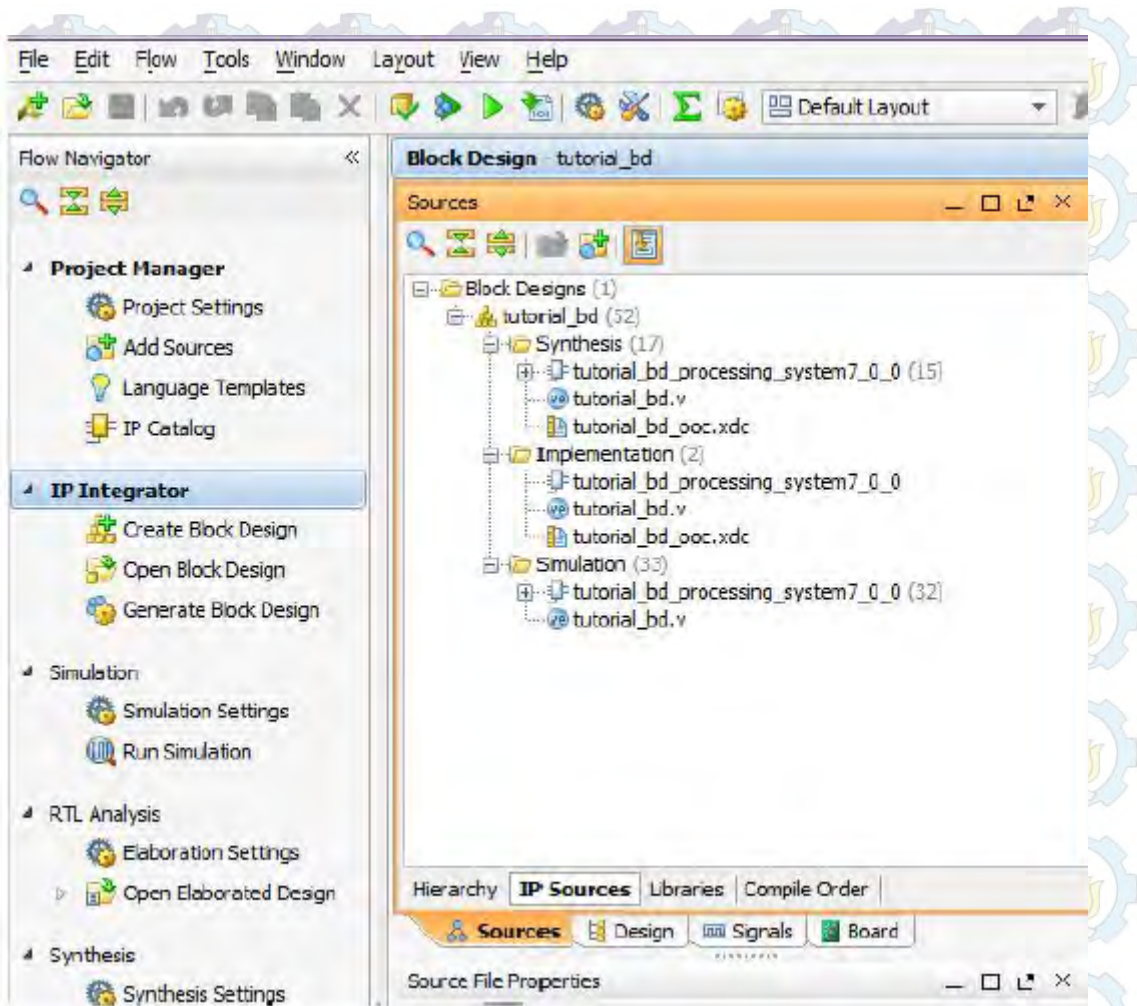 File Edit Flow Tools Window Layout View Help
Default Layout
Flow Navigator
Project Manager
Project Settings
Add Sources
Language Templates
IP Catalog
IP Integrator
Create Block Design
Open Block Design
Generate Block Design
Simulation
Simulation Settings
Run Simulation
RTL Analysis
Elaboration Settings
Open Elaborated Design
Synthesis
Synthesis Settings
Block Design - tutorial_bd
Sources
Block Designs (1)
tutorial_bd (52)
Synthesis (17)
tutorial_bd_processing_system7_0_0 (15)
tutorial_bd.v
tutorial_bd_ooc.xdc
Implementation (2)
tutorial_bd_processing_system7_0_0
tutorial_bd.v
tutorial_bd_ooc.xdc
Simulation (33)
tutorial_bd_processing_system7_0_0 (32)
tutorial_bd.v
Hierarchy IP Sources Libraries Compile Order
Sources Design Signals Board
Source File Properties